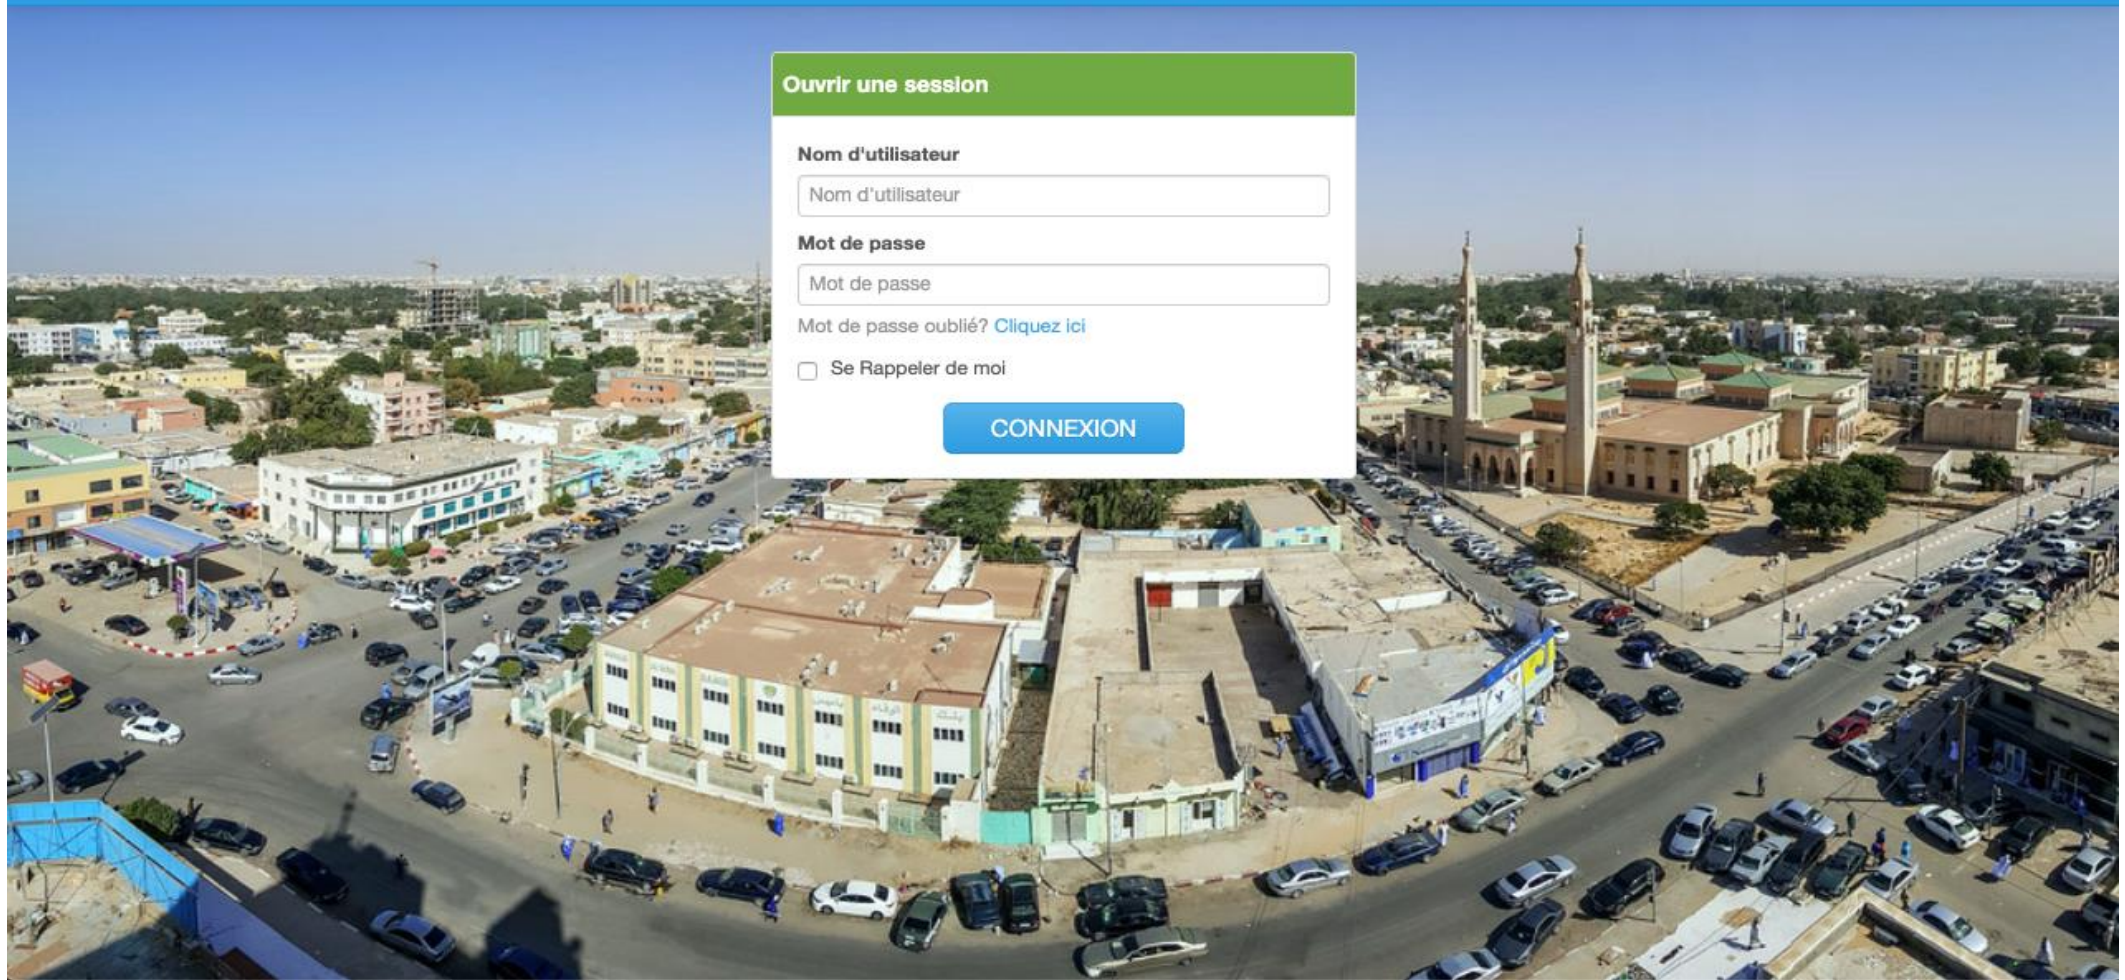 Ouvrir une session
Nom d'utilisateur
Nom d'utilisateur
Mot de passe
Mot de passe
Mot de passe oublié? Cliquez ici
Se Rappeler de moi
CONNEXION